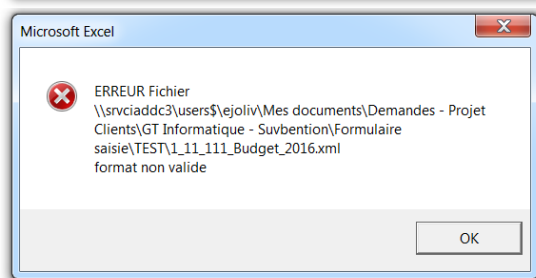 Microsoft Excel
ERREUR Fichier
\\srvciaddc3\users$\ejoliv\Mes documents\Demandes - Projet
Clients\GT Informatique - Suvbention\Formulaire
saisie\TEST\1_11_111_Budget_2016.xml
format non valide
OK